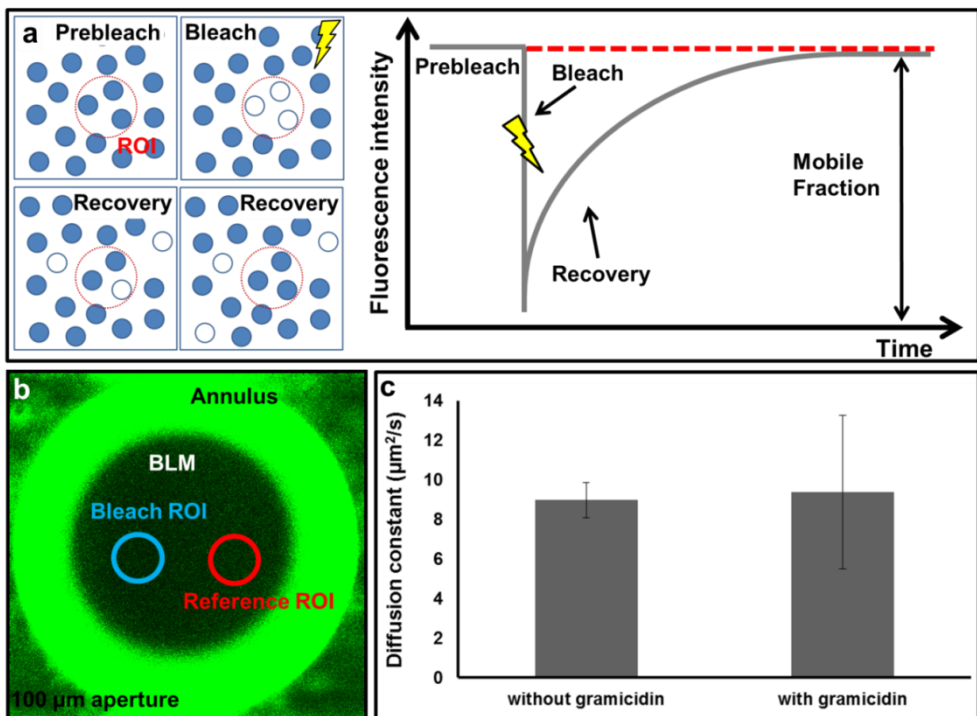 a
Prebleach
Bleach
ROI
Recovery
Recovery
Fluorescence intensity
Prebleach
Bleach
Recovery
Mobile
Fraction
Time
b
Annulus
BLM
Bleach ROI
Reference ROI
100 µm aperture
c
Diffusion constant (µm²/s)
14
12
10
8
6
4
2
0
without gramicidin
with gramicidin